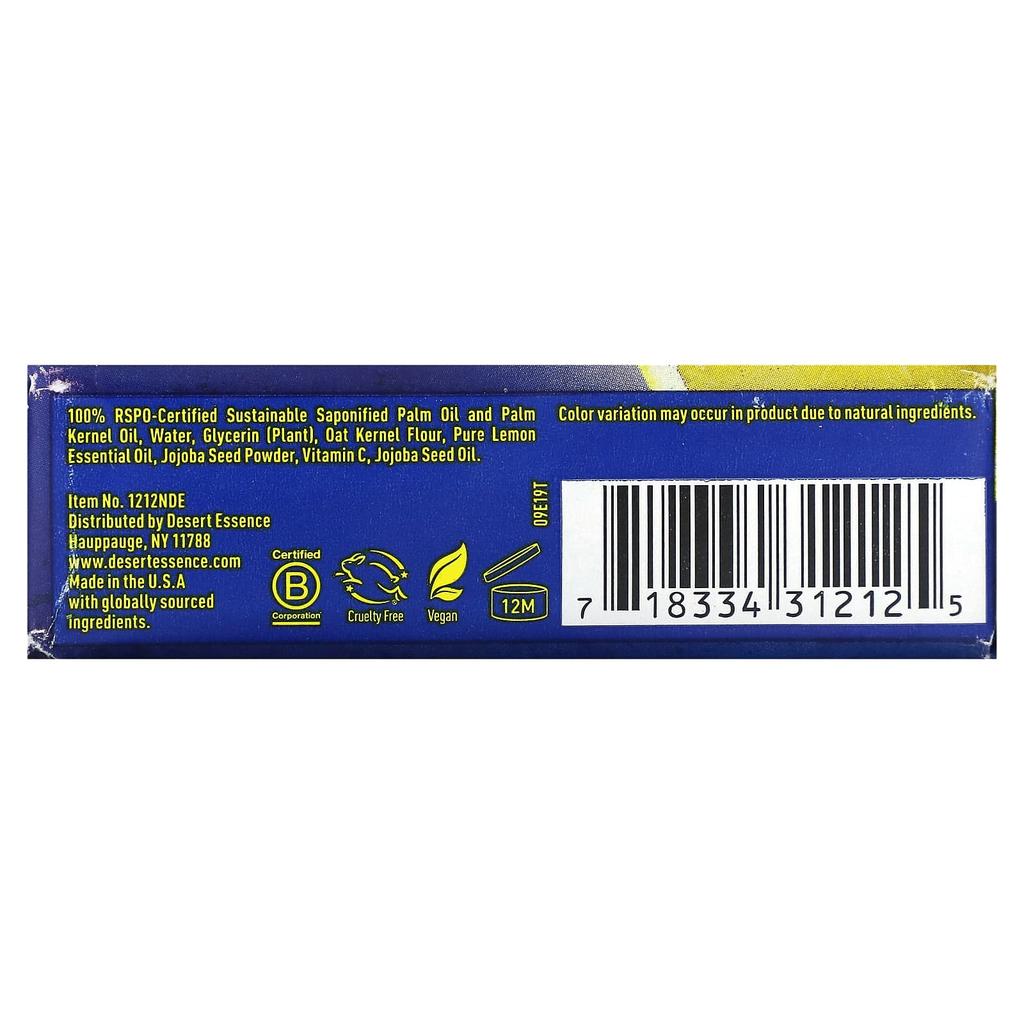 100% RSPO-Certified Sustainable Saponified Palm Oil and Palm
Kernel Oil, Water, Glycerin (Plant), Oat Kernel Flour, Pure Lemon
Essential Oil, Jojoba Seed Powder, Vitamin C, Jojoba Seed Oil.
Color variation may occur in product due to natural ingredients.
Item No. 1212NDE
Distributed by Desert Essence
Hauppauge, NY 11788
www.desertessence.com
Made in the U.S.A
with globally sourced
ingredients.
Certified
B
Corporation
Cruelty Free
Vegan
12M
09E19T
7 18334 31212 5